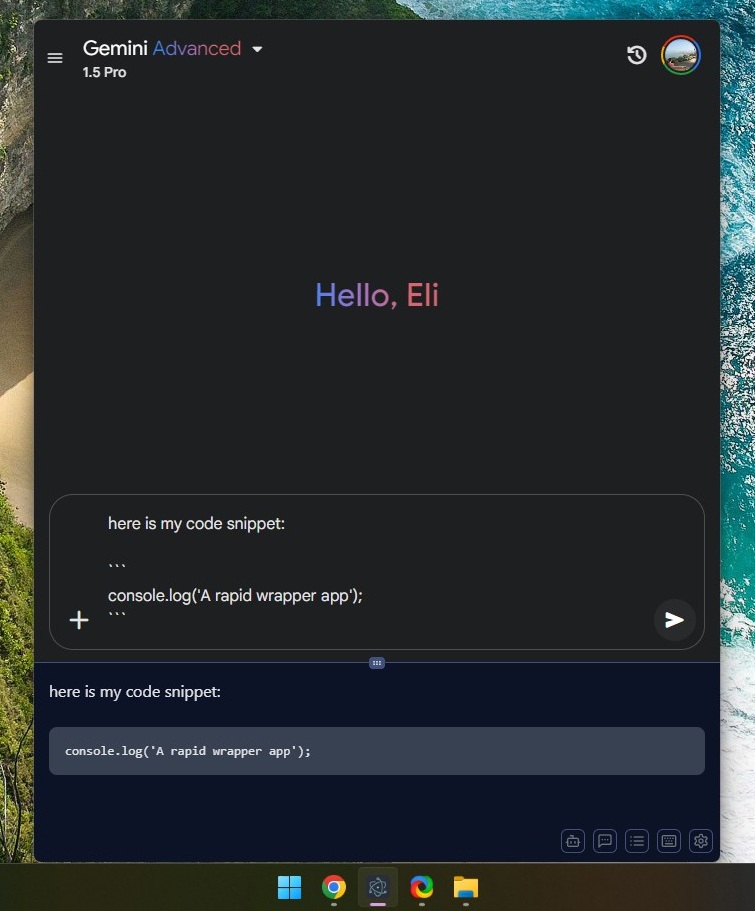 Gemini Advanced
1.5 Pro
Hello, Eli
here is my code snippet:
```
console.log('A rapid wrapper app');
```
here is my code snippet:
console.log('A rapid wrapper app');